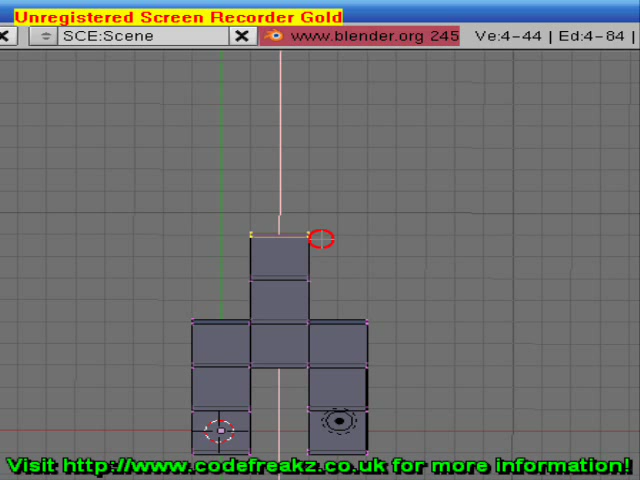 Unregistered Screen Recorder Gold
SCE:Scene www.blender.org 245 Ve:4-44 | Ed:4-84 |
Visit http://www.codefreakz.co.uk for more information!